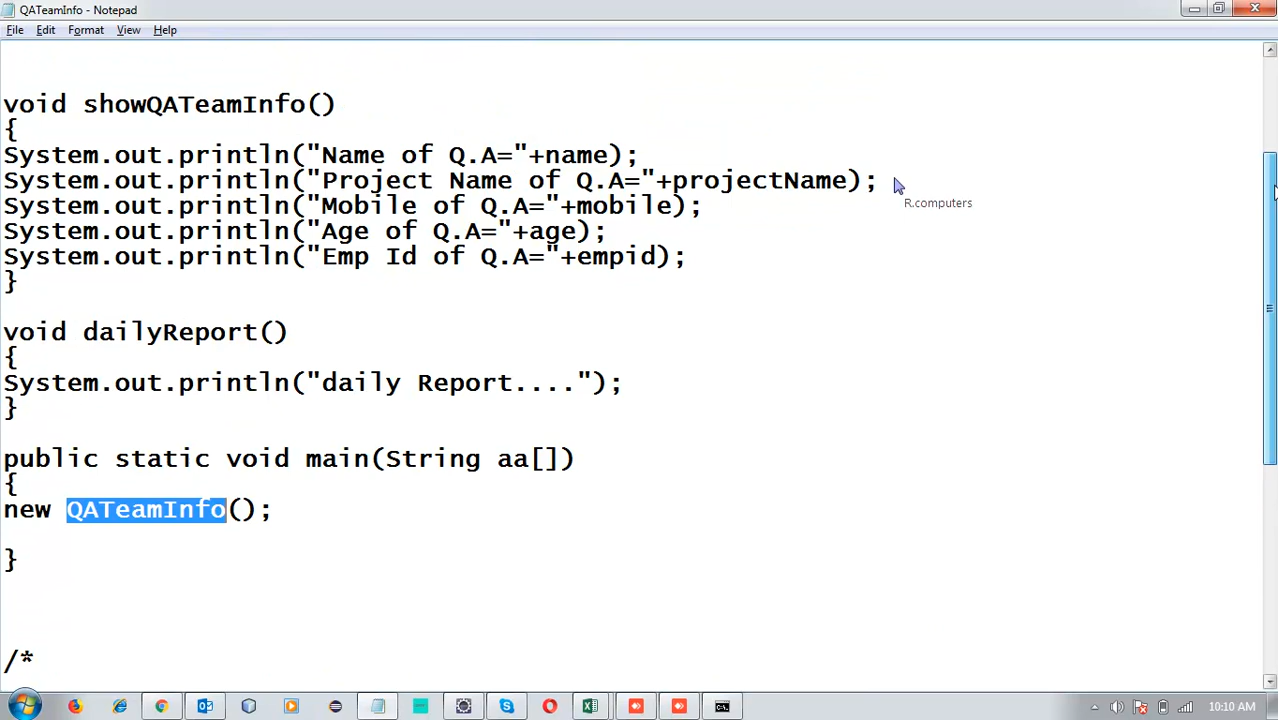 QATeamInfo - Notepad
File Edit Format View Help
void showQATeamInfo()
{
System.out.println("Name of Q.A="+name);
System.out.println("Project Name of Q.A="+projectName);
System.out.println("Mobile of Q.A="+mobile);
R.computers
System.out.println("Age of Q.A="+age);
System.out.println("Emp Id of Q.A="+empid);
}
void dailyReport()
{
System.out.println("daily Report....");
}
public static void main(String aa[])
{
new QATeamInfo();
}
/*
10:10 AM